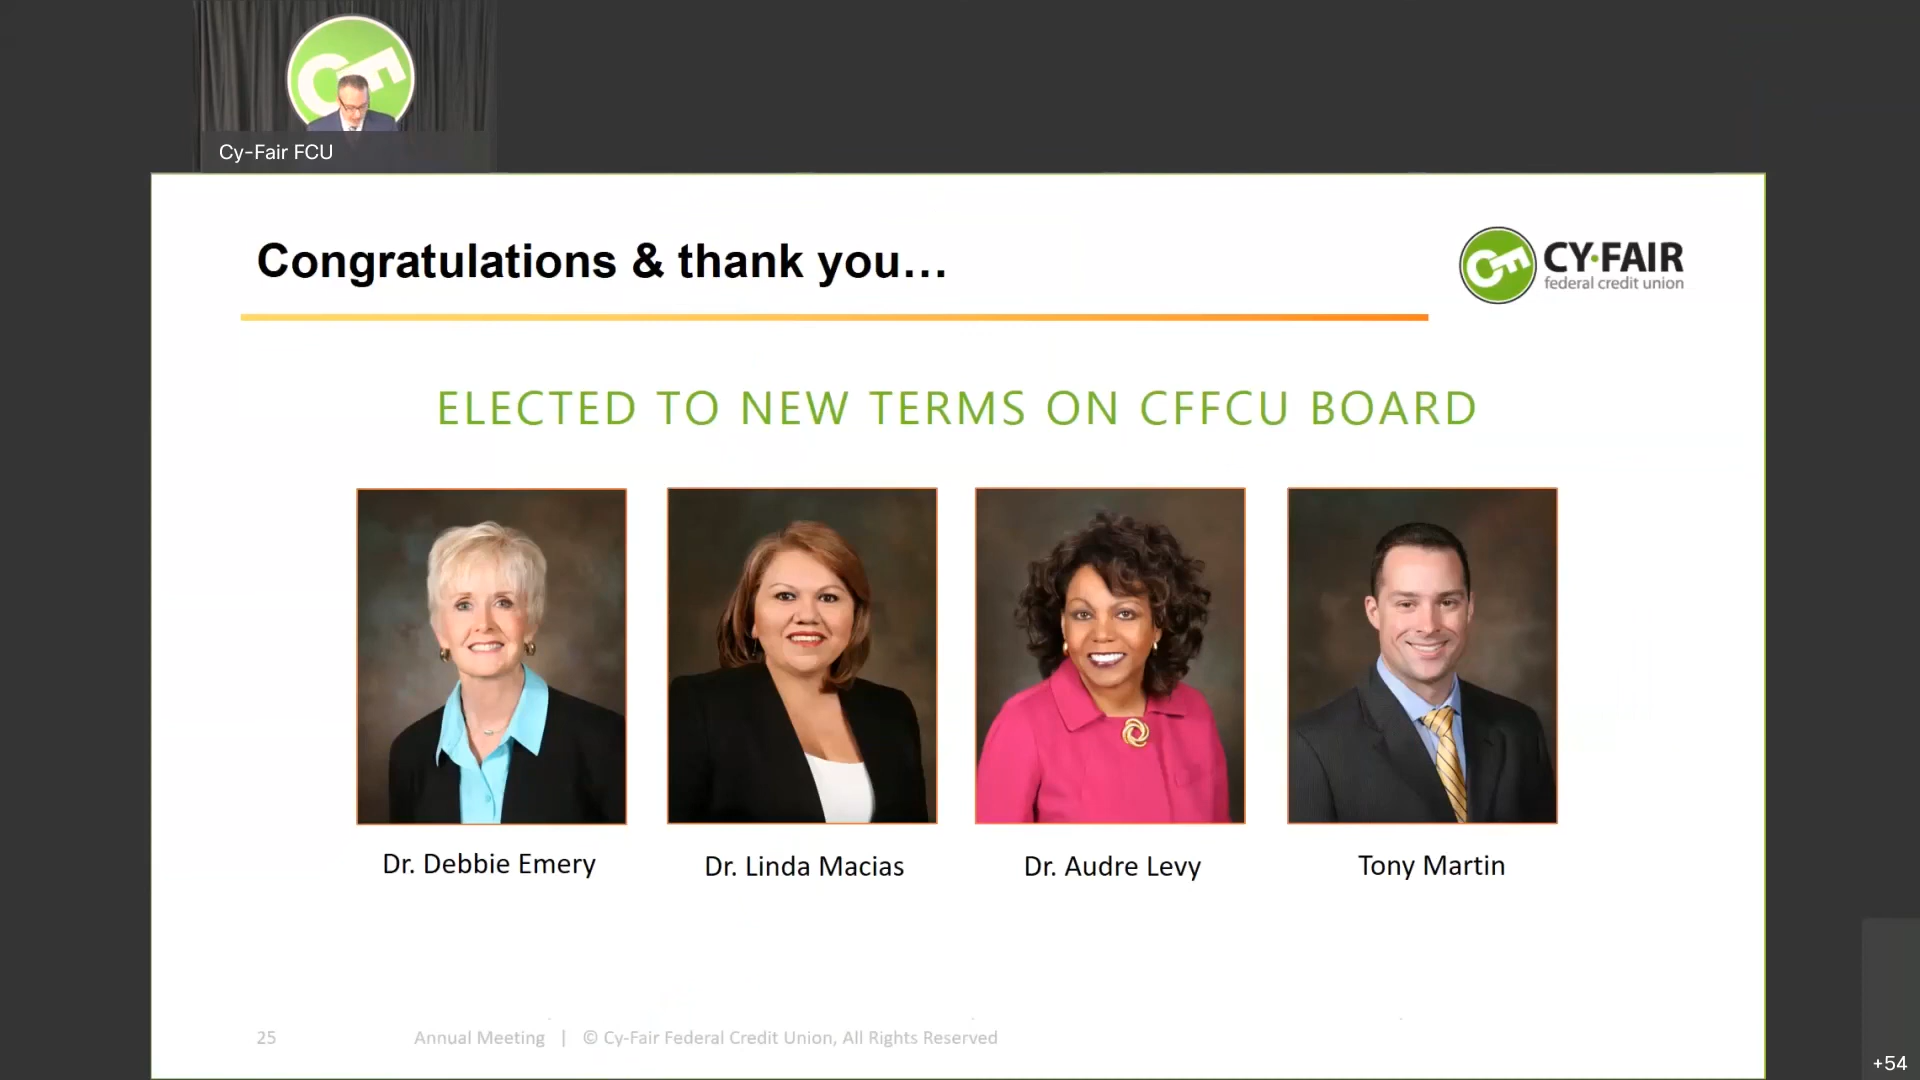 Cy-Fair FCU
Congratulations & thank you...
CY·FAIR
federal credit union
ELECTED TO NEW TERMS ON CFFCU BOARD
Dr. Debbie Emery
Dr. Linda Macias
Dr. Audre Levy
Tony Martin
25
Annual Meeting | © Cy-Fair Federal Credit Union, All Rights Reserved
+54